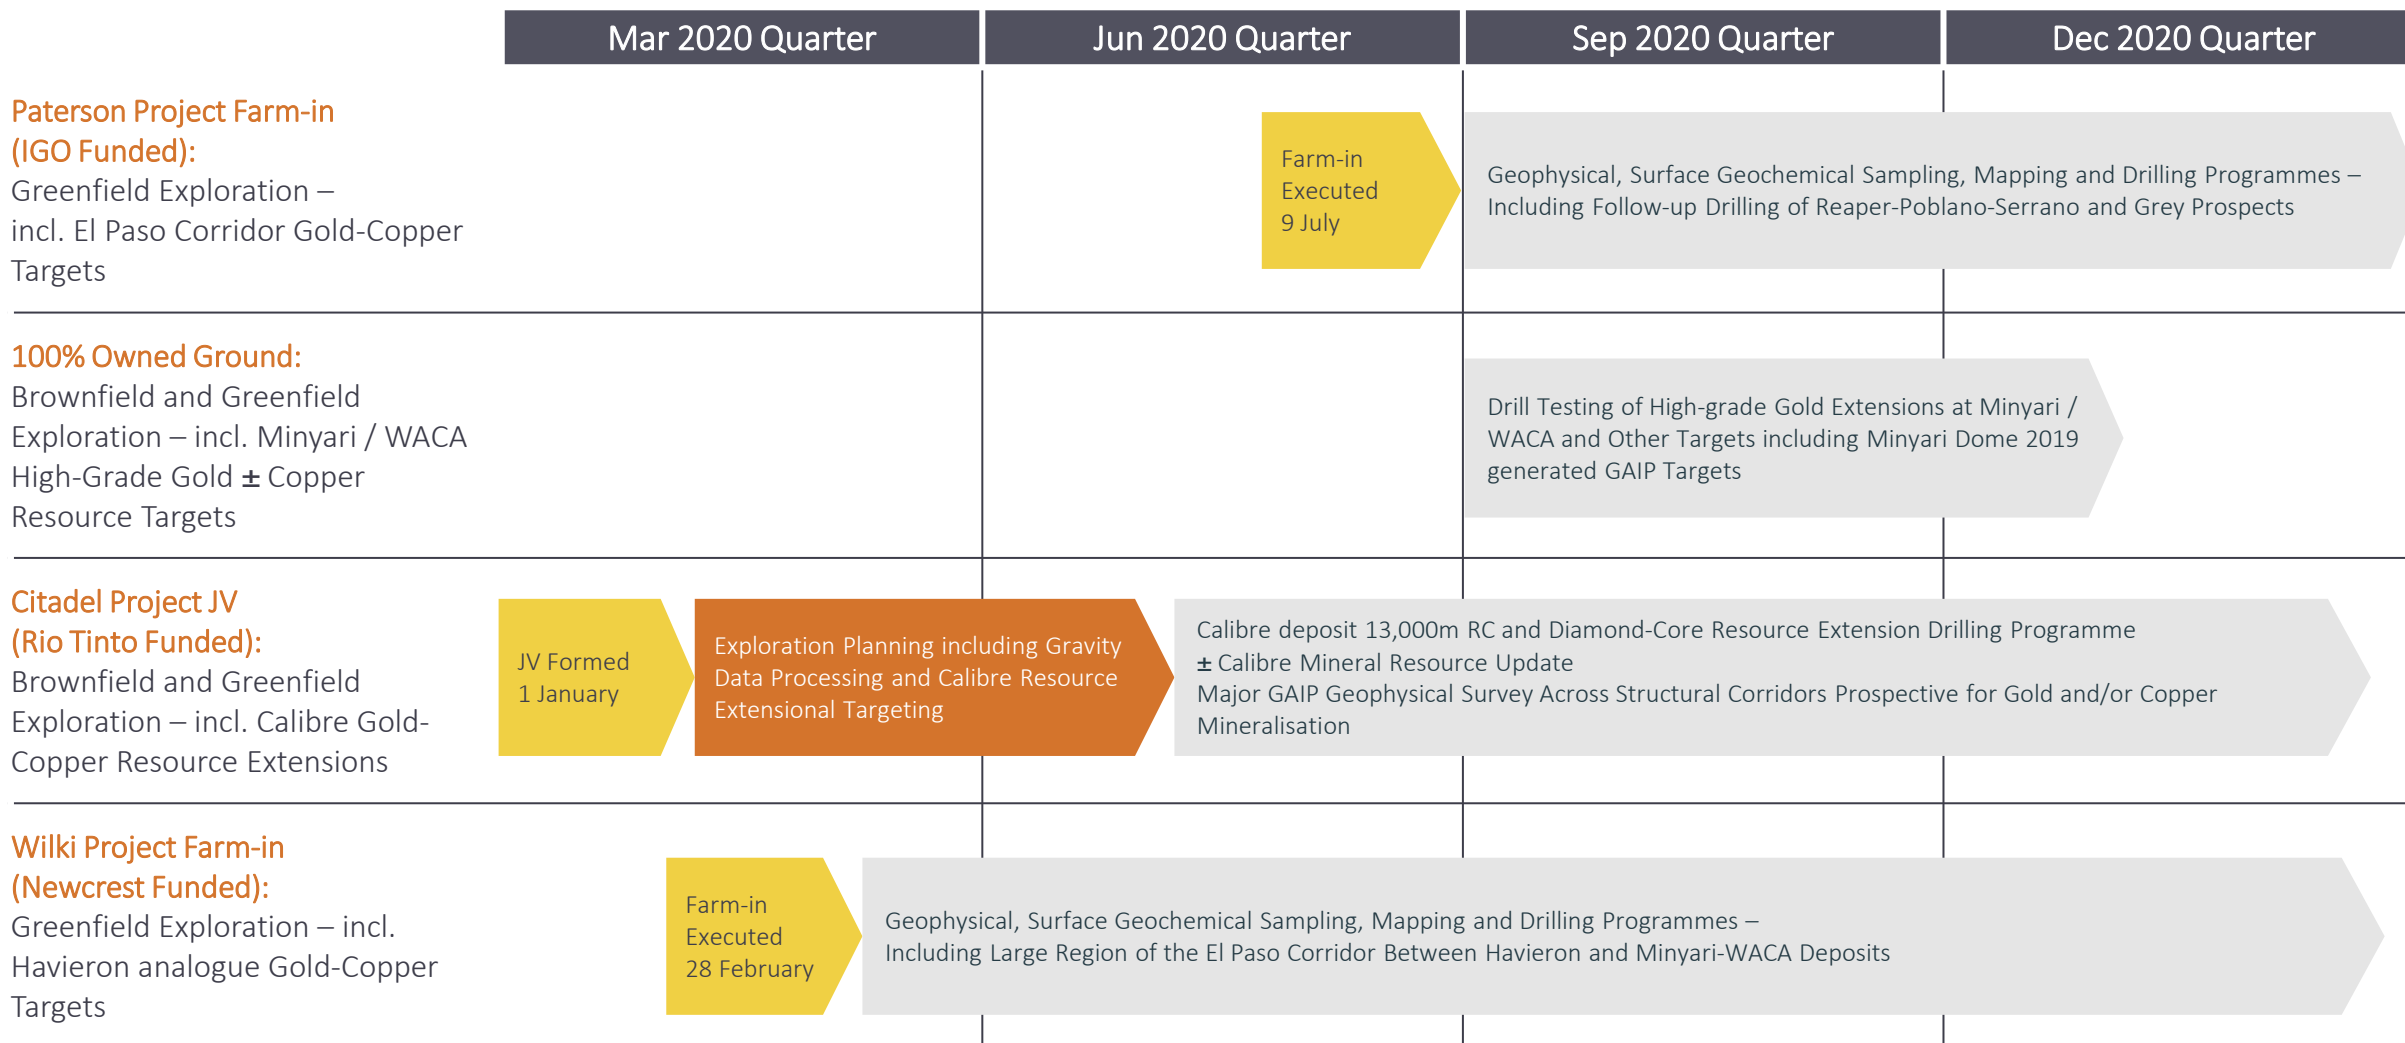 Mar 2020 Quarter
Jun 2020 Quarter
Sep 2020 Quarter
Dec 2020 Quarter
Paterson Project Farm-in
(IGO Funded):
Greenfield Exploration –
incl. El Paso Corridor Gold-Copper
Targets
Farm-in
Executed
9 July
Geophysical, Surface Geochemical Sampling, Mapping and Drilling Programmes –
Including Follow-up Drilling of Reaper-Poblano-Serrano and Grey Prospects
100% Owned Ground:
Brownfield and Greenfield
Exploration – incl. Minyari / WACA
High-Grade Gold ± Copper
Resource Targets
Drill Testing of High-grade Gold Extensions at Minyari /
WACA and Other Targets including Minyari Dome 2019
generated GAIP Targets
Citadel Project JV
(Rio Tinto Funded):
Brownfield and Greenfield
Exploration – incl. Calibre Gold-
Copper Resource Extensions
JV Formed
1 January
Exploration Planning including Gravity
Data Processing and Calibre Resource
Extensional Targeting
Calibre deposit 13,000m RC and Diamond-Core Resource Extension Drilling Programme
± Calibre Mineral Resource Update
Major GAIP Geophysical Survey Across Structural Corridors Prospective for Gold and/or Copper
Mineralisation
Wilki Project Farm-in
(Newcrest Funded):
Greenfield Exploration – incl.
Havieron analogue Gold-Copper
Targets
Farm-in
Executed
28 February
Geophysical, Surface Geochemical Sampling, Mapping and Drilling Programmes –
Including Large Region of the El Paso Corridor Between Havieron and Minyari-WACA Deposits